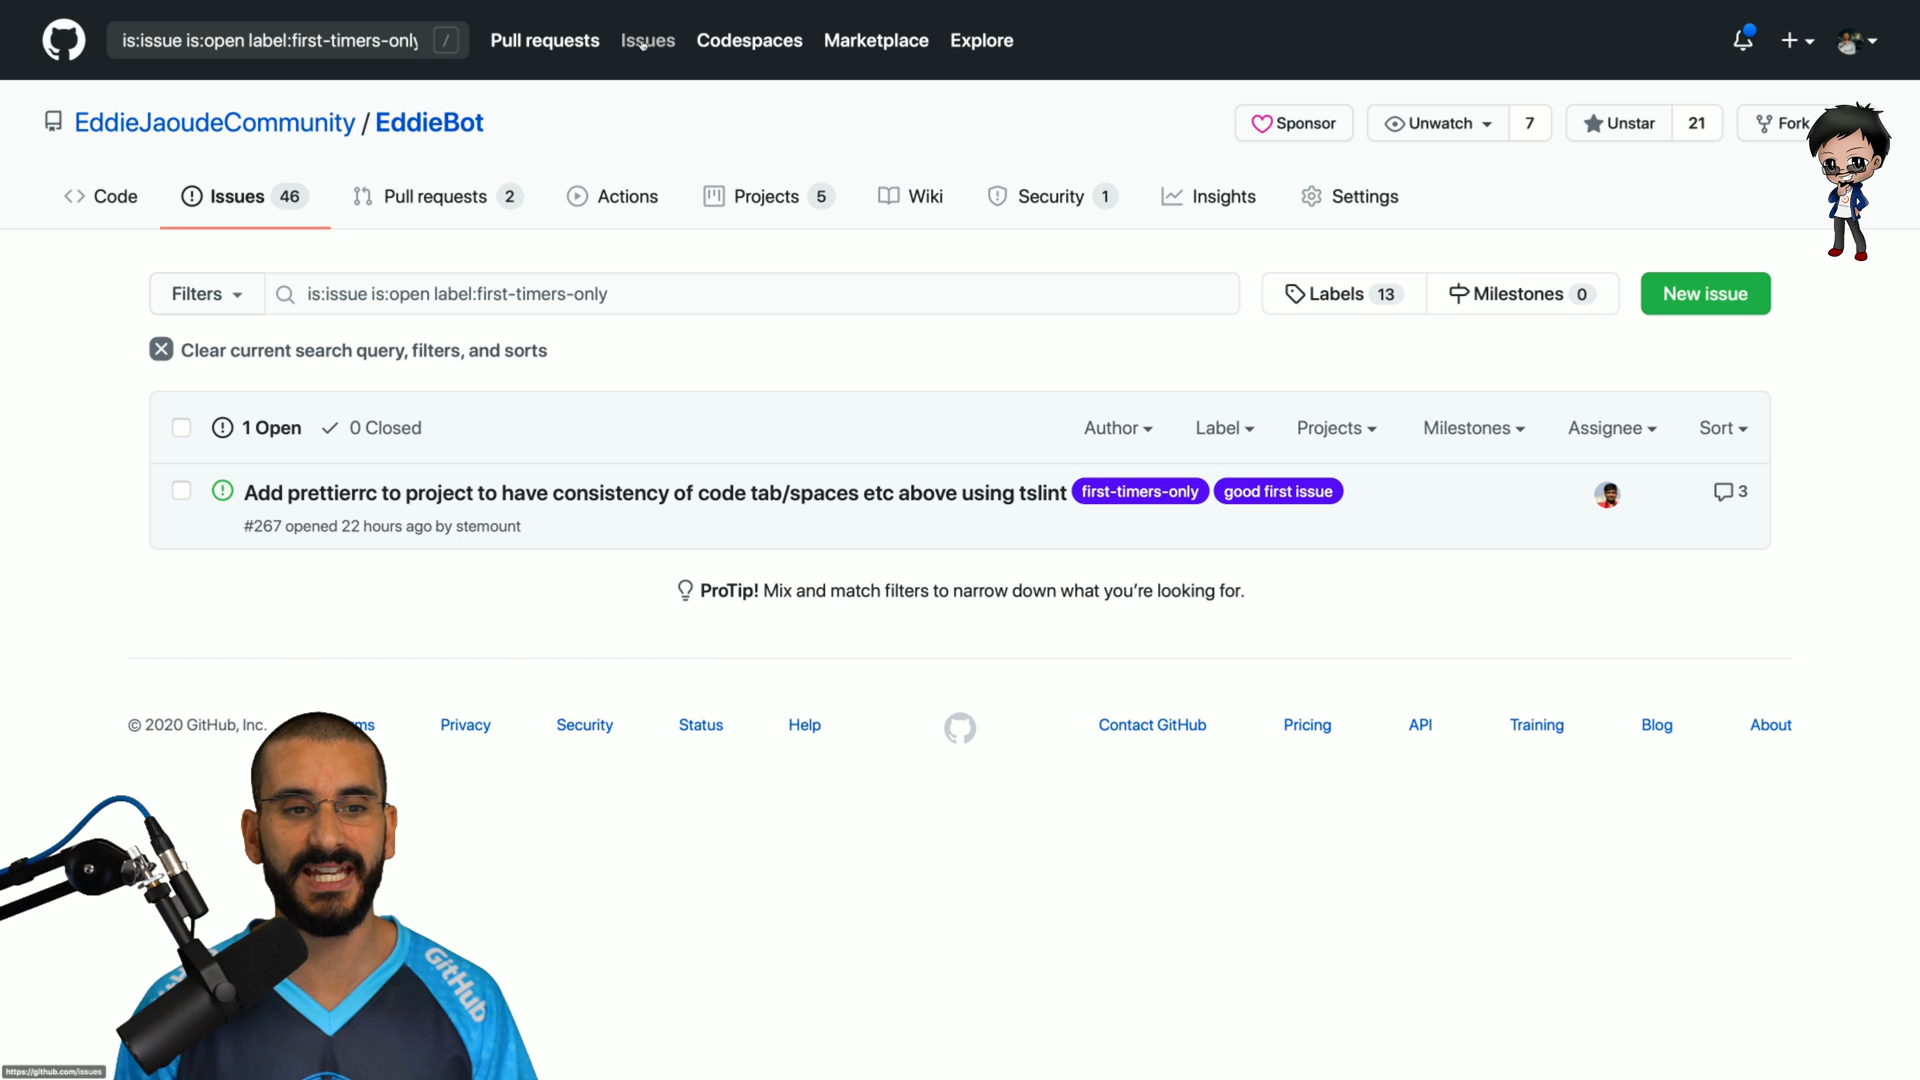 is:issue is:open label:first-timers-only / Pull requests Issues Codespaces Marketplace Explore
EddieJaoudeCommunity / EddieBot Sponsor Unwatch 7 Unstar 21 Fork
Code Issues 46 Pull requests 2 Actions Projects 5 Wiki Security 1 Insights Settings
Filters is:issue is:open label:first-timers-only Labels 13 Milestones 0 New issue
Clear current search query, filters, and sorts
1 Open 0 Closed Author Label Projects Milestones Assignee Sort
Add prettierrc to project to have consistency of code tab/spaces etc above using tslint first-timers-only good first issue 3
#267 opened 22 hours ago by stemount
ProTip! Mix and match filters to narrow down what you’re looking for.
© 2020 GitHub, Inc. ms Privacy Security Status Help Contact GitHub Pricing API Training Blog About
GitHub
https://github.com/issues